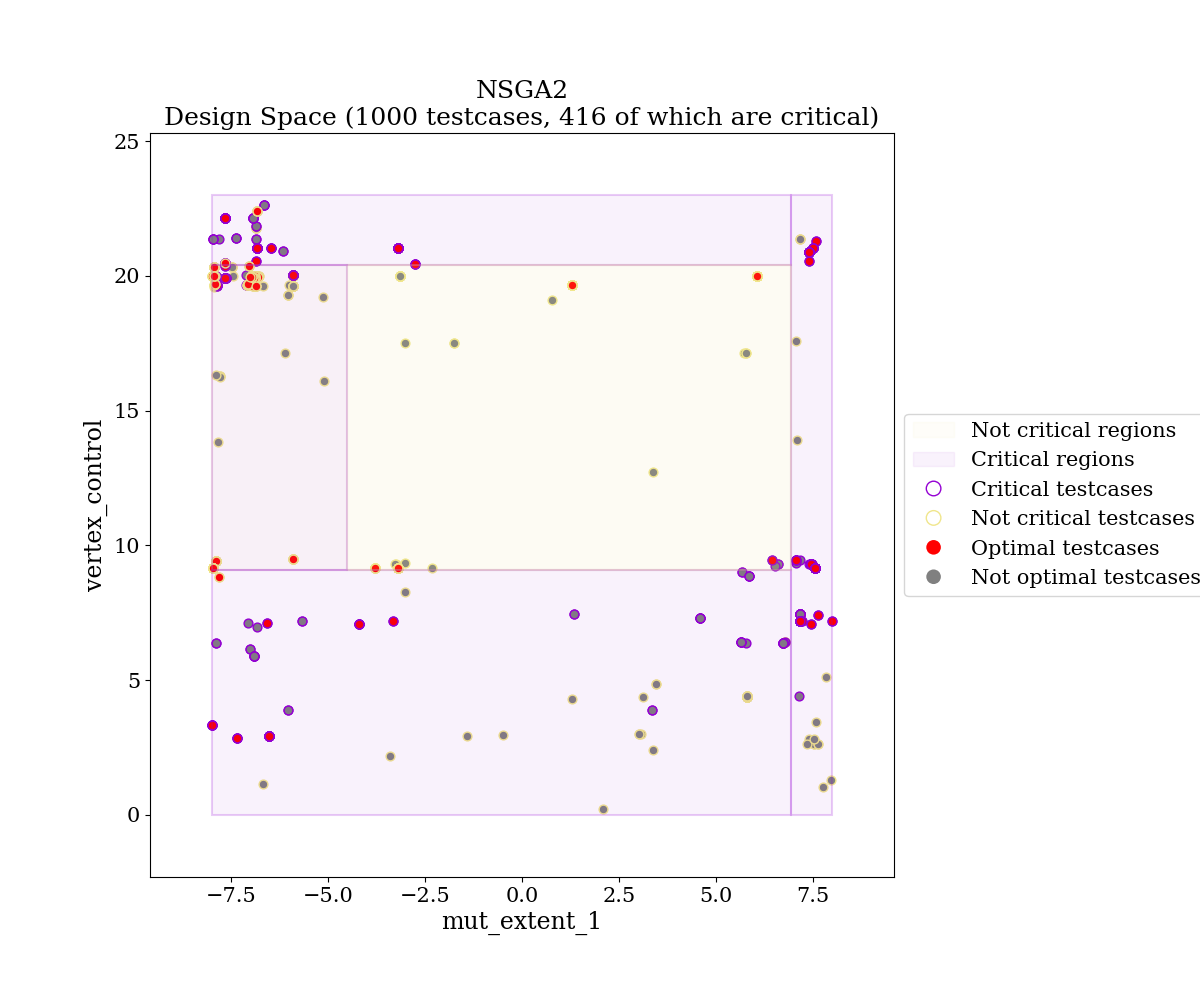 NSGA2
Design Space (1000 testcases, 416 of which are critical)
25
20
15
10
5
0
vertex_control
−7.5
−5.0
−2.5
0.0
2.5
5.0
7.5
mut_extent_1
Not critical regions
Critical regions
Critical testcases
Not critical testcases
Optimal testcases
Not optimal testcases